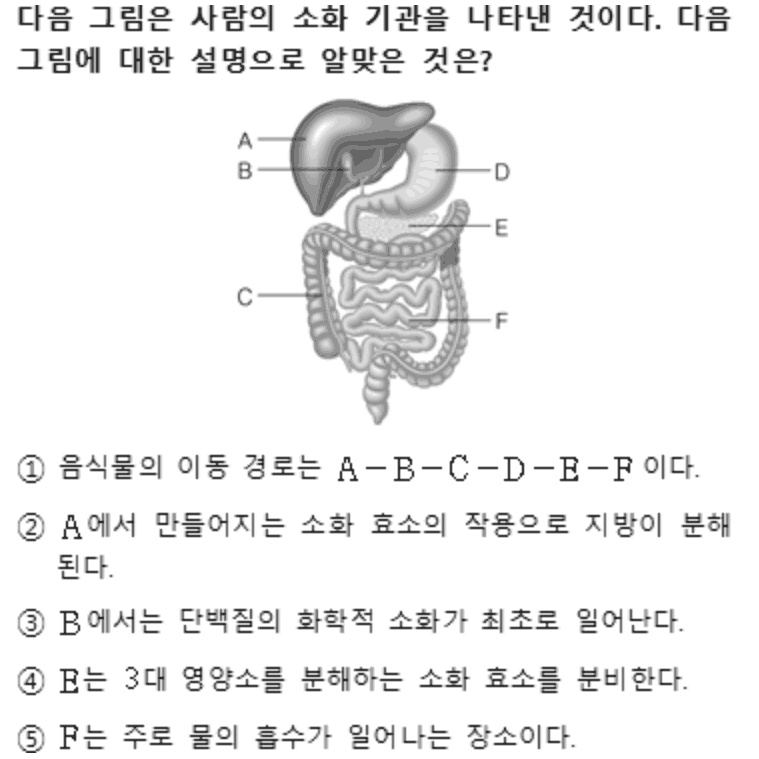 다음 그림은 사람의 소화 기관을 나타낸 것이다. 다음
그림에 대한 설명으로 알맞은 것은?
A
B
D
E
C
F
① 음식물의 이동 경로는 A－B－C－D－E－F이다.
② A에서 만들어지는 소화 효소의 작용으로 지방이 분해
된다.
③ B에서는 단백질의 화학적 소화가 최초로 일어난다.
④ E는 3대 영양소를 분해하는 소화 효소를 분비한다.
⑤ F는 주로 물의 흡수가 일어나는 장소이다.